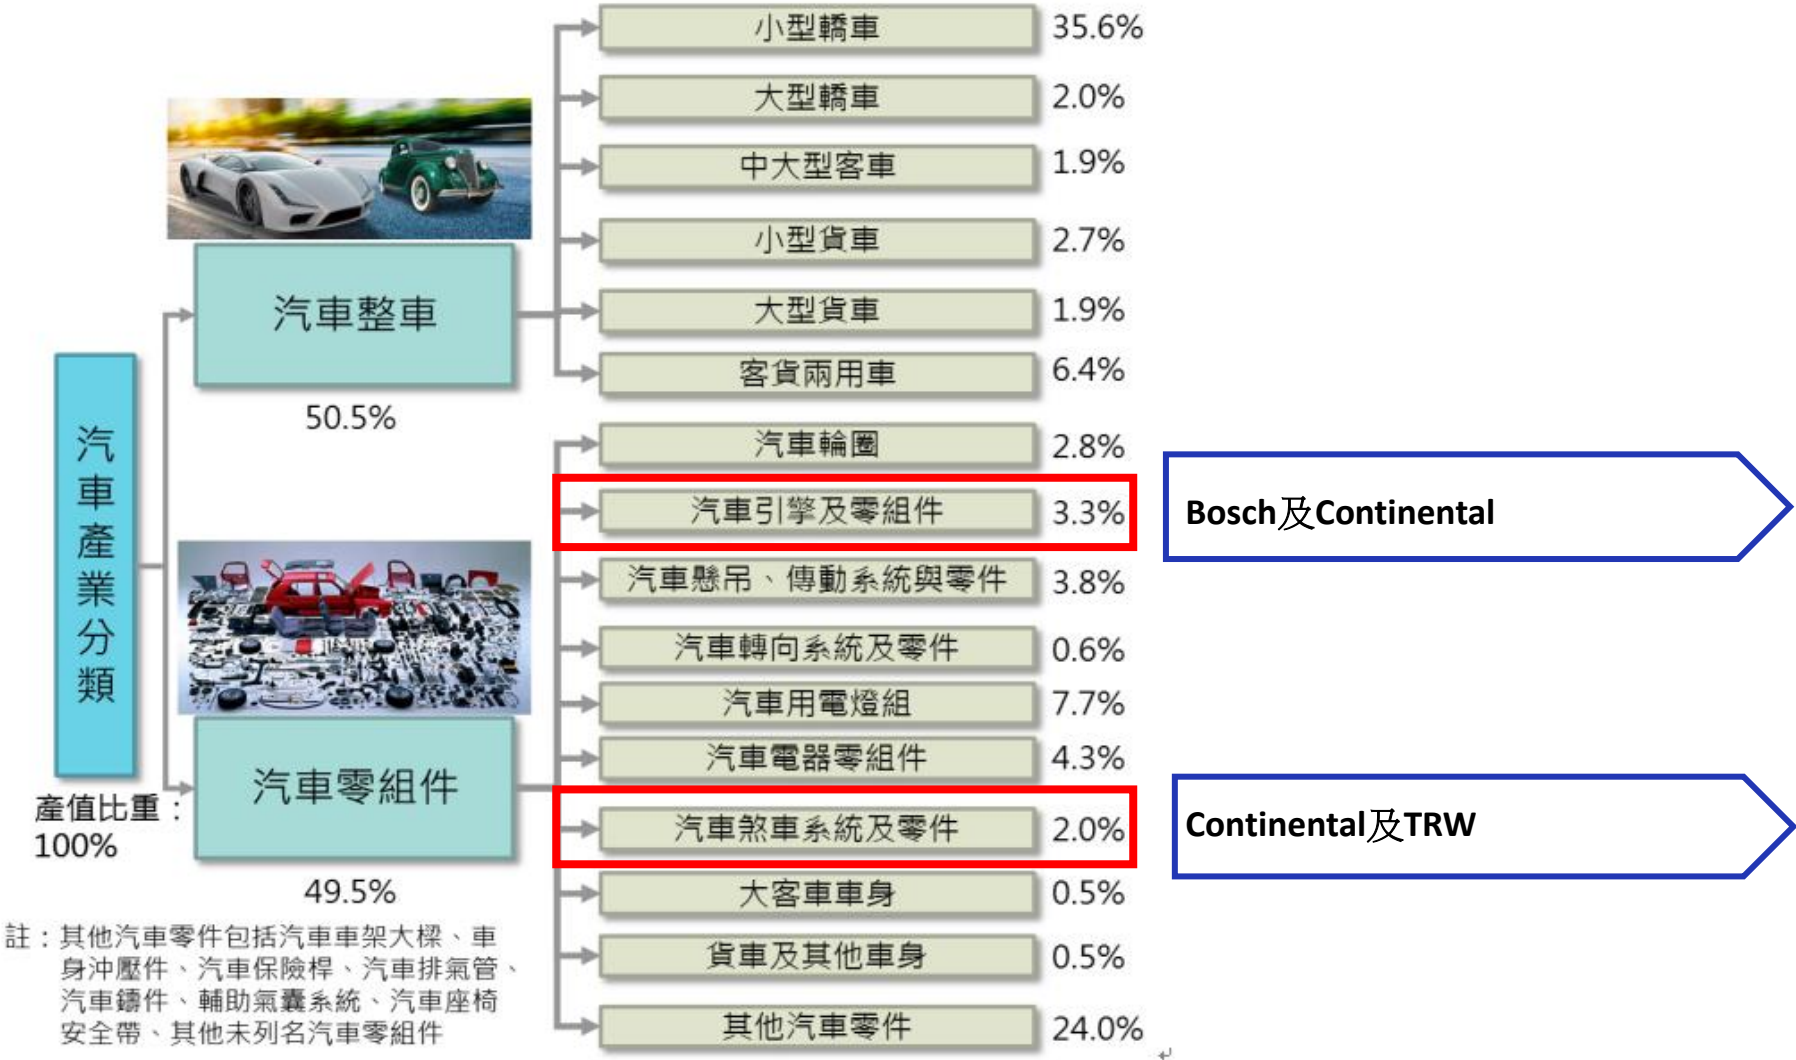 汽車產業分類
產值比重：
100%
汽車整車
50.5%
小型轎車 35.6%
大型轎車 2.0%
中大型客車 1.9%
小型貨車 2.7%
大型貨車 1.9%
客貨兩用車 6.4%
汽車零組件
49.5%
汽車輪圈 2.8%
汽車引擎及零組件 3.3%
Bosch及Continental
汽車懸吊、傳動系統與零件 3.8%
汽車轉向系統及零件 0.6%
汽車用電燈組 7.7%
汽車電器零組件 4.3%
汽車煞車系統及零件 2.0%
Continental及TRW
大客車車身 0.5%
貨車及其他車身 0.5%
其他汽車零件 24.0%
註：其他汽車零件包括汽車車架大樑、車
身沖壓件、汽車保險桿、汽車排氣管、
汽車鑄件、輔助氣囊系統、汽車座椅
安全帶、其他未列名汽車零組件